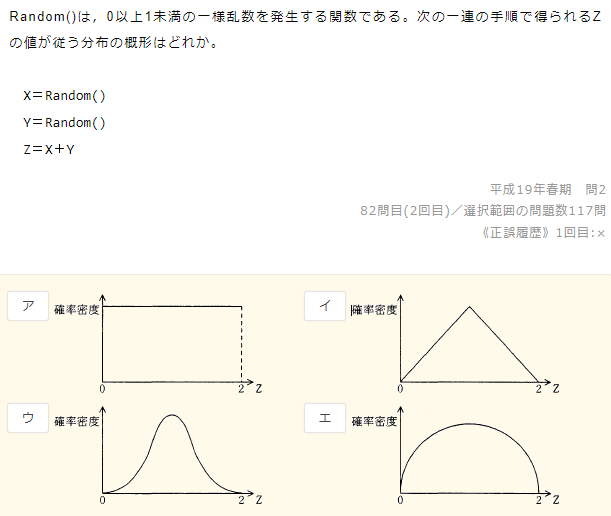 Random()は，0以上1未満の一様乱数を発生する関数である。次の一連の手順で得られるZ
の値が従う分布の概形はどれか。
X＝Random()
Y＝Random()
Z＝X＋Y
平成19年春期　問2
82問目(2回目)／選択範囲の問題数117問
《正誤履歴》1回目:×
ア
確率密度
0
2
Z
イ
確率密度
0
2
Z
ウ
確率密度
0
2
Z
エ
確率密度
0
2
Z